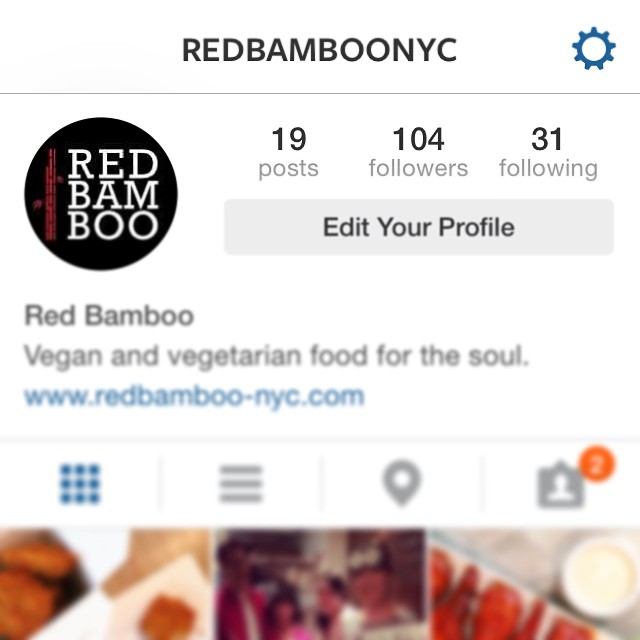 REDBAMBOONYC
RED
BAM
BOO
19 104 31
posts followers following
Edit Your Profile
Red Bamboo
Vegan and vegetarian food for the soul.
www.redbamboo-nyc.com
2